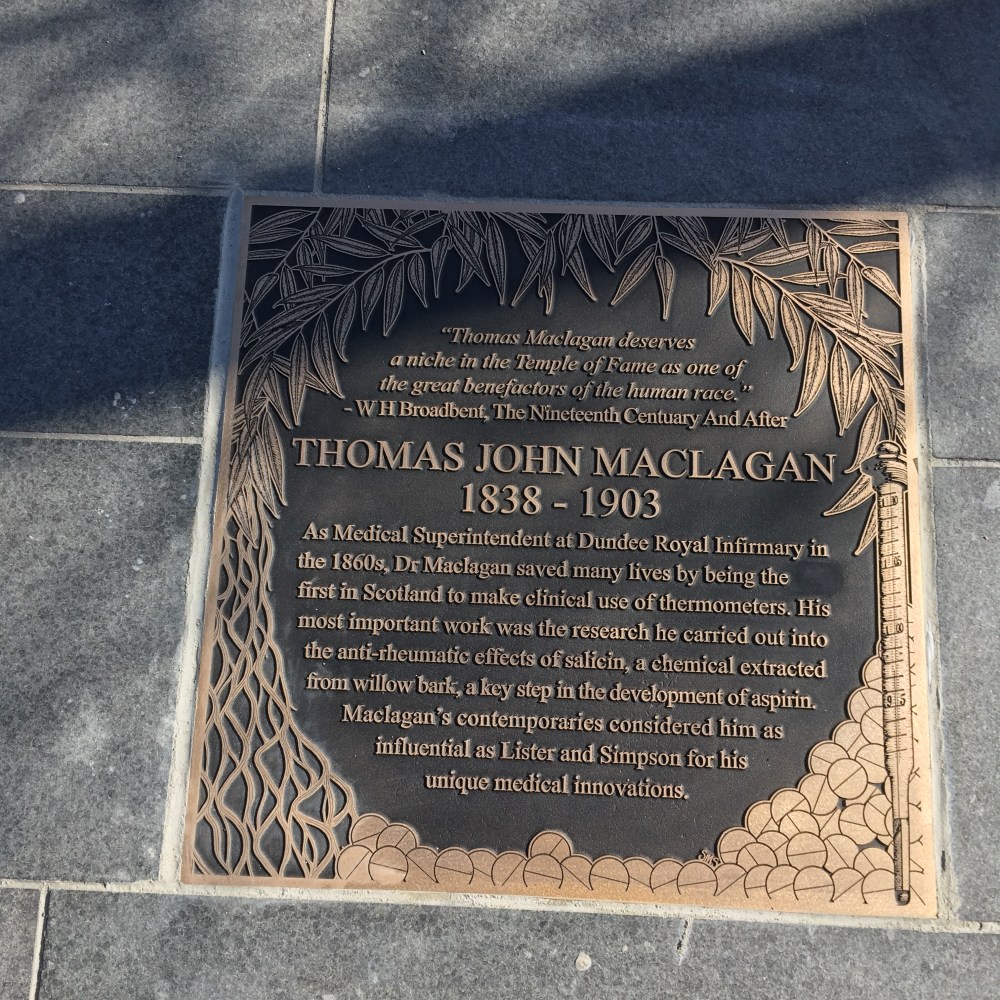 “Thomas Maclagan deserves
a niche in the Temple of Fame as one of
the great benefactors of the human race.”
- W H Broadbent, The Nineteenth Centuary And After
THOMAS JOHN MACLAGAN
1838 - 1903
As Medical Superintendent at Dundee Royal Infirmary in
the 1860s, Dr Maclagan saved many lives by being the
first in Scotland to make clinical use of thermometers. His
most important work was the research he carried out into
the anti-rheumatic effects of salicin, a chemical extracted
from willow bark, a key step in the development of aspirin.
Maclagan’s contemporaries considered him as
influential as Lister and Simpson for his
unique medical innovations.